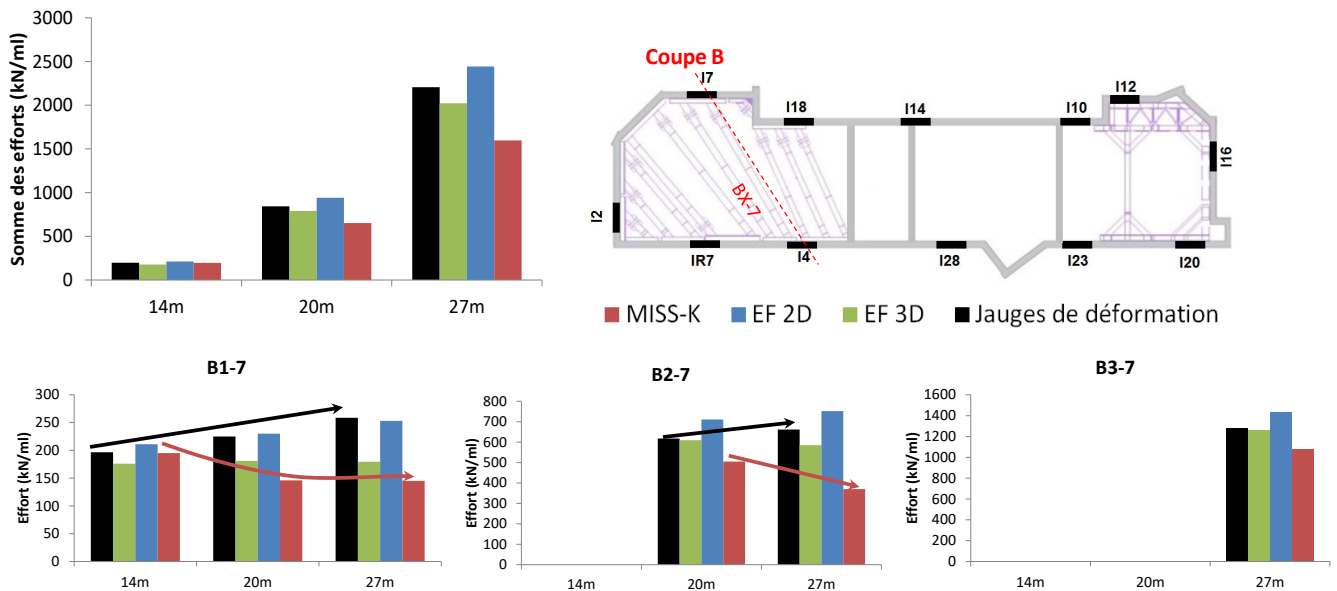 Somme des efforts (kN/ml)
3000
2500
2000
1500
1000
500
0
14m
20m
27m
Coupe B
I7
I18
I14
I10
I12
I16
I2
BX-7
IR7
I4
I28
I23
I20
MISS-K
EF 2D
EF 3D
Jauges de déformation
B1-7
Effort (kN/ml)
300
250
200
150
100
50
0
14m
20m
27m
B2-7
Effort (kN/ml)
800
700
600
500
400
300
200
100
0
14m
20m
27m
B3-7
Effort (kN/ml)
1600
1400
1200
1000
800
600
400
200
0
14m
20m
27m